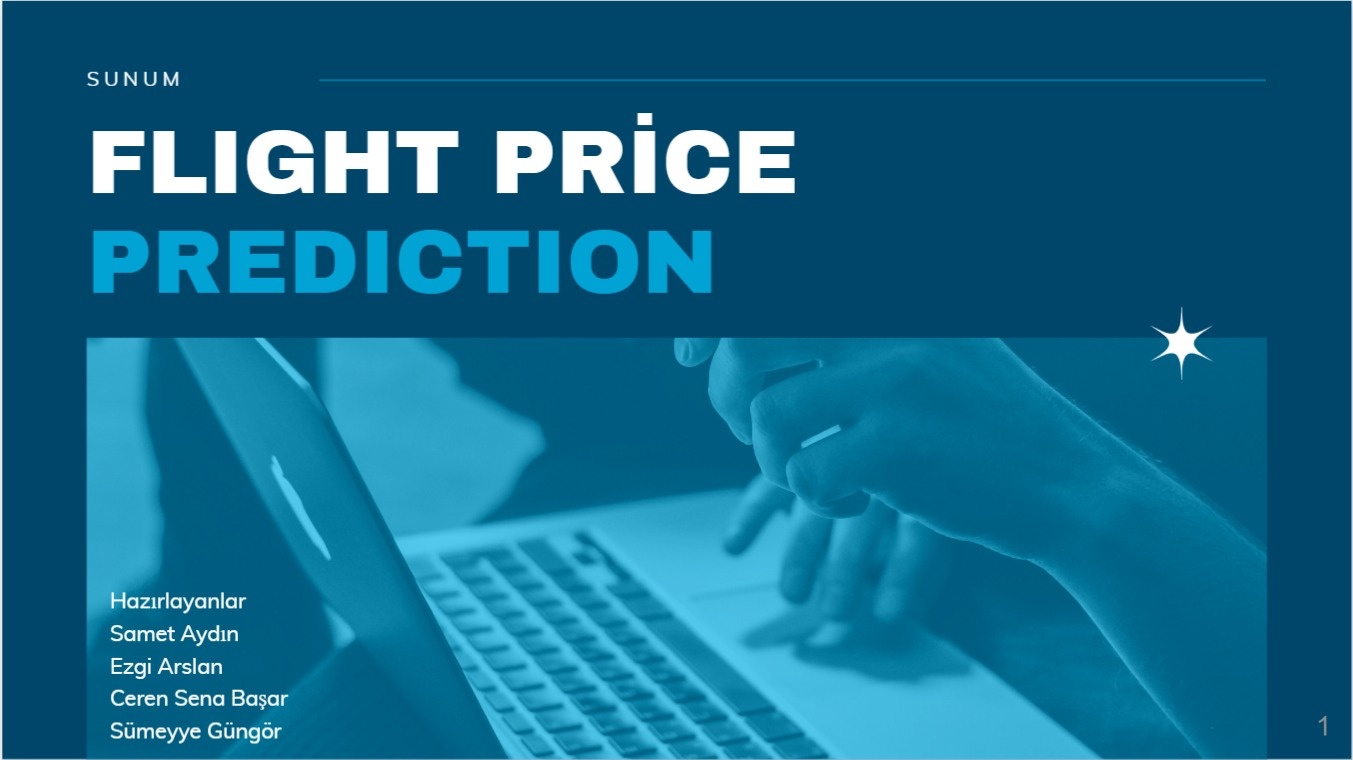 SUNUM
FLIGHT PRİCE
PREDICTION
Hazırlayanlar
Samet Aydın
Ezgi Arslan
Ceren Sena Başar
Sümeyye Güngör
1